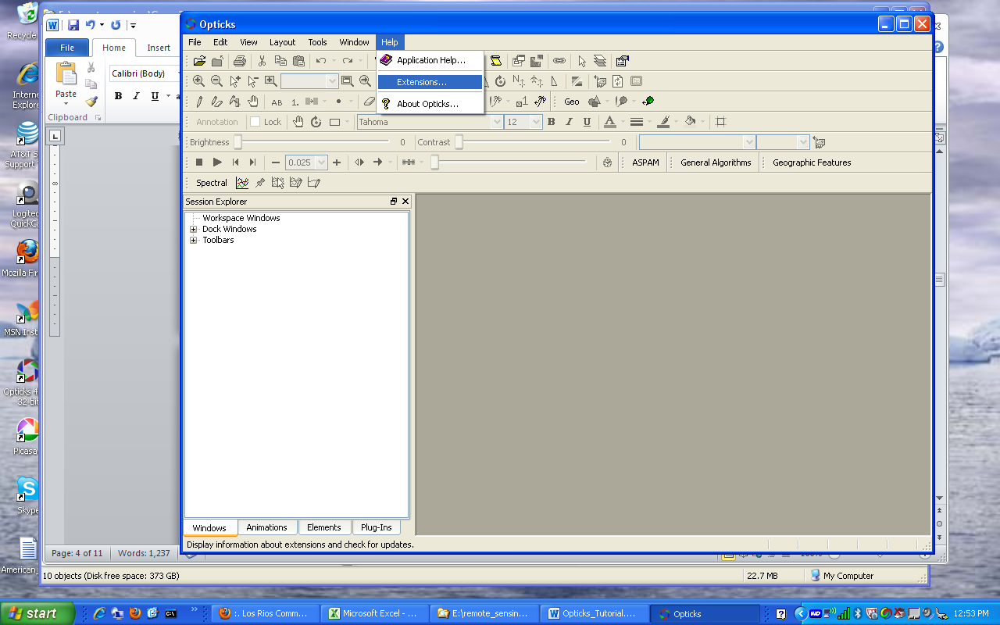 Recycle
Interne
Explore
AT&T S
Support
Logitec
QuickCa
Mozilla Fir
MSN Inst
Opticks 4
32-bit
Picasa
Skype
American_
File Home Insert
Paste
Clipboard
Calibri (Body)
B I U
L
Page: 4 of 11 Words: 1,237
10 objects (Disk free space: 373 GB) 22.7 MB My Computer
Opticks
File Edit View Layout Tools Window Help
Application Help...
Extensions...
About Opticks...
AB 1. Geo
Annotation Lock Tahoma 12 B I U
Brightness 0 Contrast 0
0.025 ASPAM General Algorithms Geographic Features
Spectral
Session Explorer
Workspace Windows
Dock Windows
Toolbars
Windows Animations Elements Plug-Ins
Display information about extensions and check for updates.
start :. Los Rios Comm... Microsoft Excel - ... E:\remote_sensin... Opticks_Tutorial.... Opticks 12:53 PM